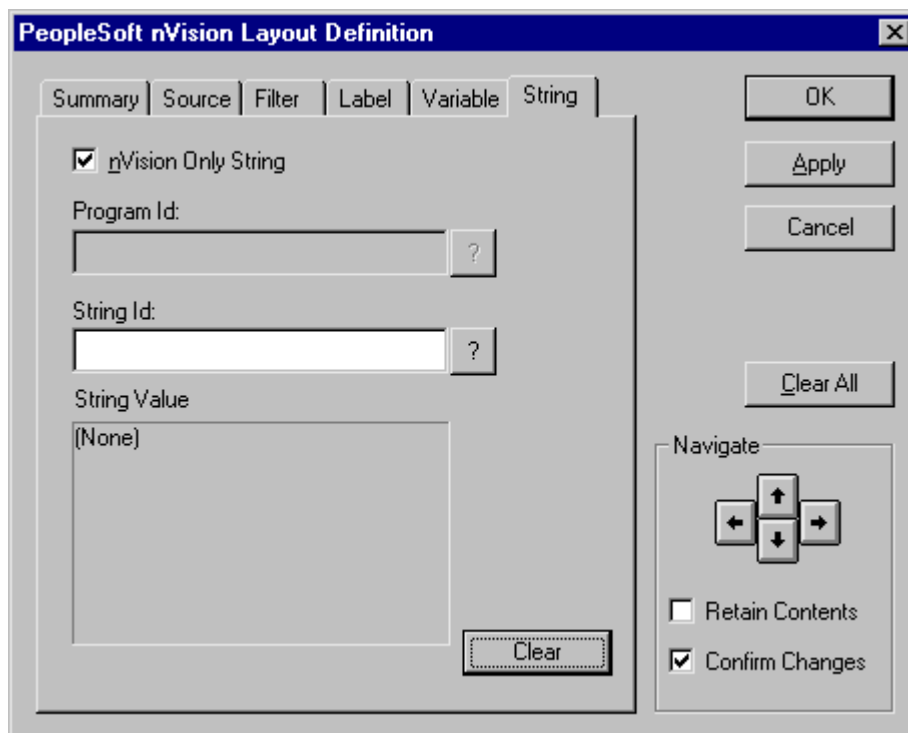 PeopleSoft nVision Layout Definition
Summary
Source
Filter
Label
Variable
String
nVision Only String
Program Id:
?
String Id:
?
String Value
(None)
Clear
OK
Apply
Cancel
Clear All
Navigate
Retain Contents
Confirm Changes